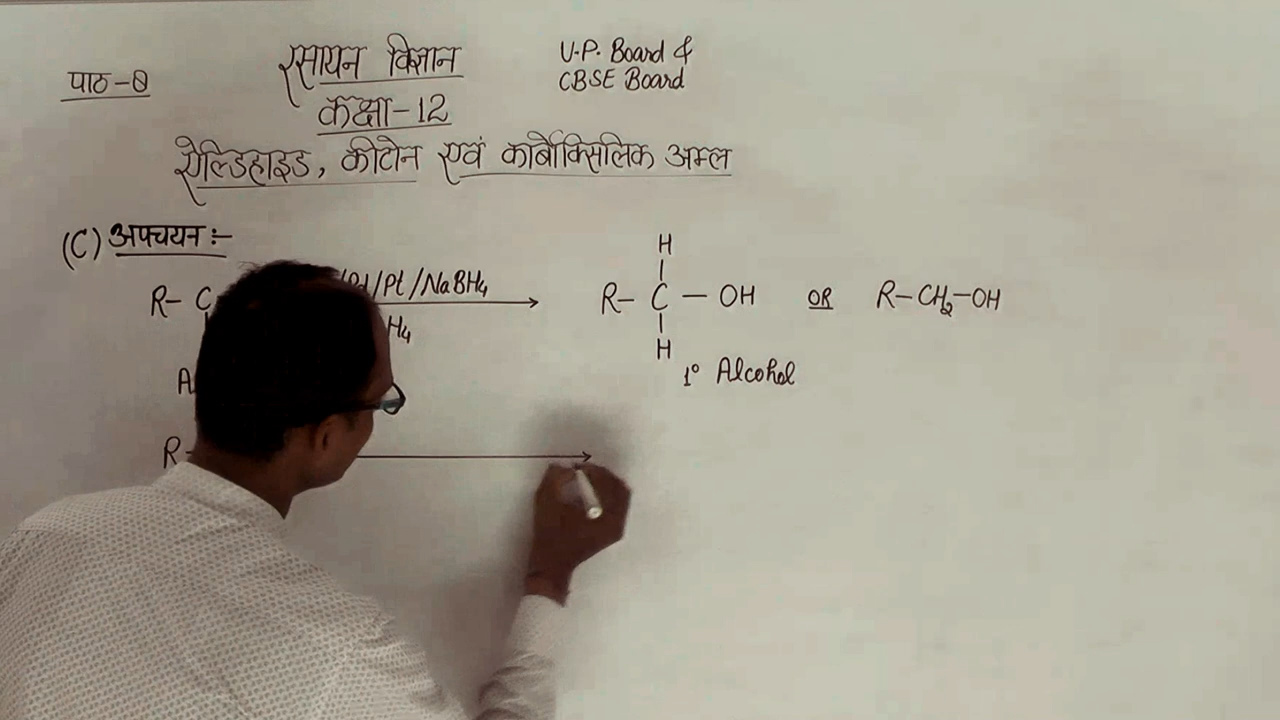 रसायन विज्ञान
U.P. Board &
CBSE Board
पाठ-8
कक्षा-12
ऐल्डिहाइड, कीटोन एवं कार्बोक्सिलिक अम्ल
(C) अपचयन :-
H
R- C /Pt/NaBH4 R- C - OH OR R-CH2-OH
H4
H
1° Alcohol
R-